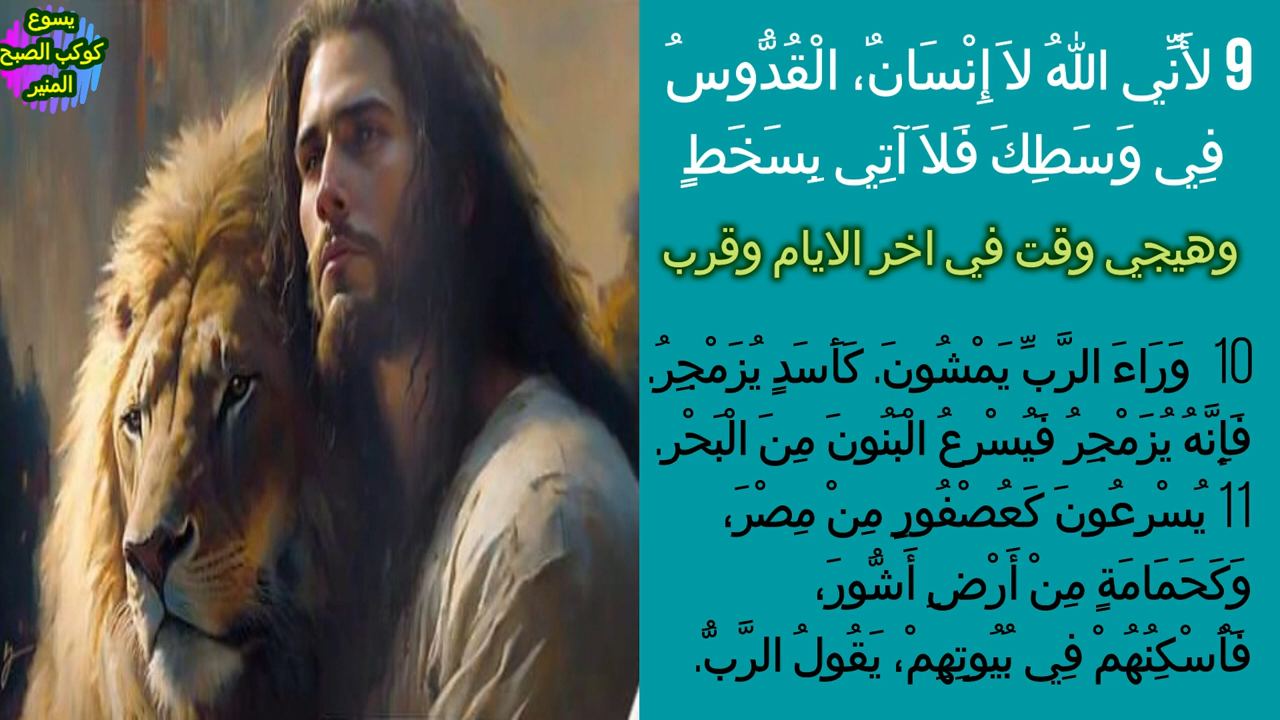 يسوع
كوكب الصبح
المنير
9 لأَنِّي اللهُ لاَ إِنْسَانٌ، الْقُدُّوسُ
فِي وَسَطِكَ فَلاَ آتِي بِسَخَطٍ
وهيجي وقت في اخر الايام وقرب
10 وَرَاءَ الرَّبِّ يَمْشُونَ. كَأَسَدٍ يُزَمْجِرُ.
فَإِنَّهُ يُزَمْجِرُ فَيُسْرِعُ الْبَنُونَ مِنَ الْبَحْرِ.
11 يُسْرِعُونَ كَعُصْفُورٍ مِنْ مِصْرَ،
وَكَحَمَامَةٍ مِنْ أَرْضِ أَشُّورَ،
فَأُسْكِنُهُمْ فِي بُيُوتِهِمْ، يَقُولُ الرَّبُّ.